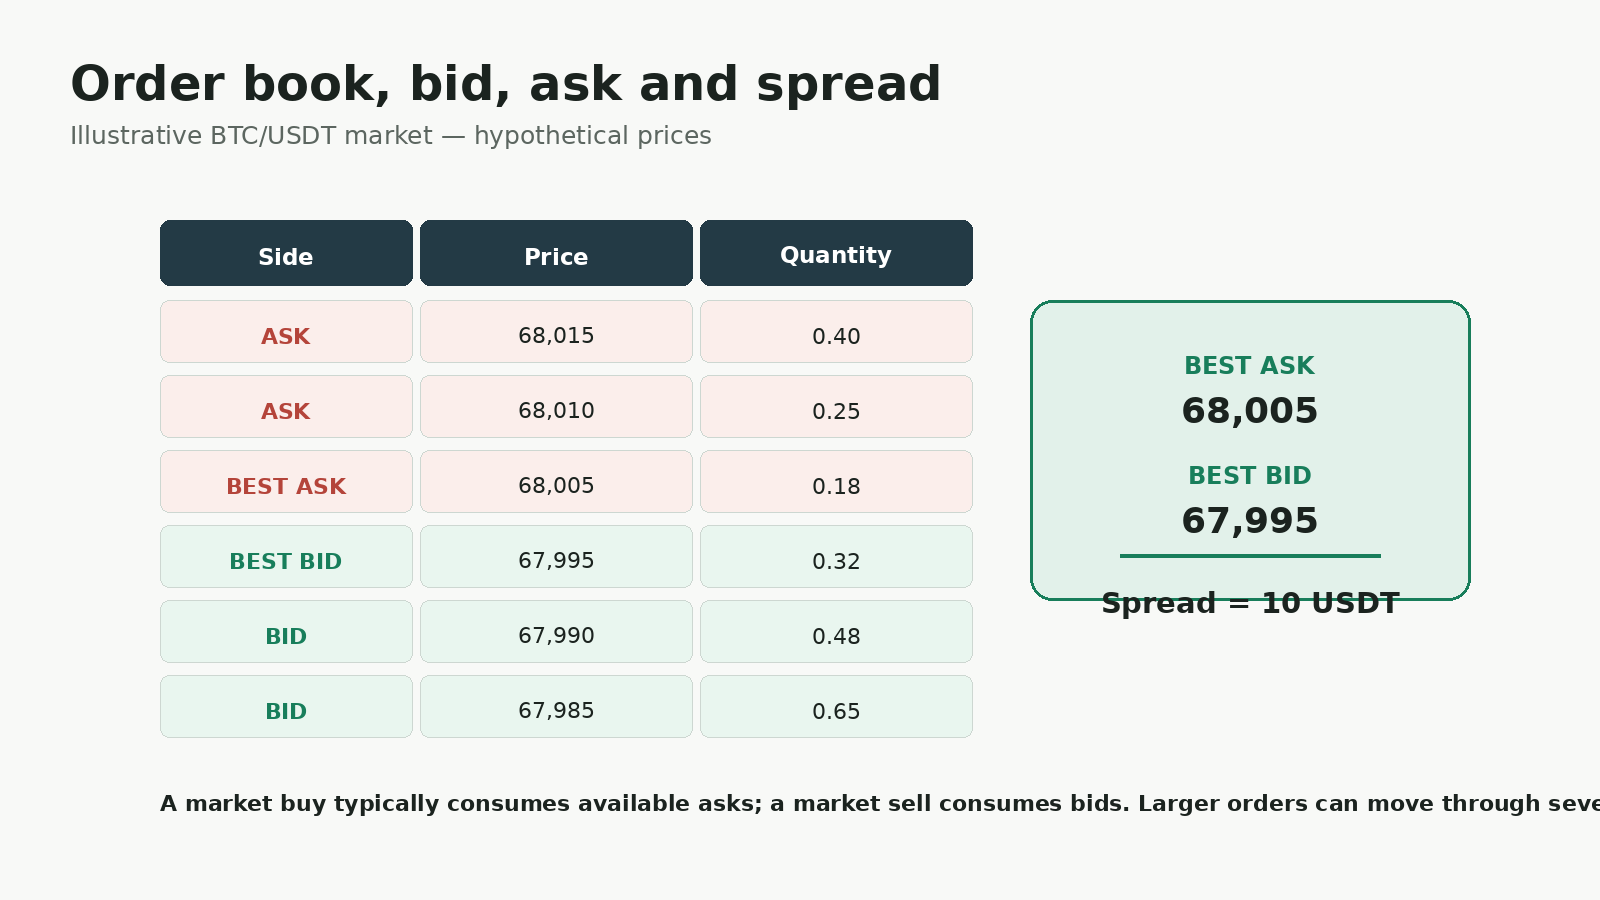 Order book, bid, ask and spread
Illustrative BTC/USDT market — hypothetical prices
Side Price Quantity
ASK 68,015 0.40
ASK 68,010 0.25
BEST ASK 68,005 0.18
BEST BID 67,995 0.32
BID 67,990 0.48
BID 67,985 0.65
BEST ASK
68,005
BEST BID
67,995
Spread = 10 USDT
A market buy typically consumes available asks; a market sell consumes bids. Larger orders can move through